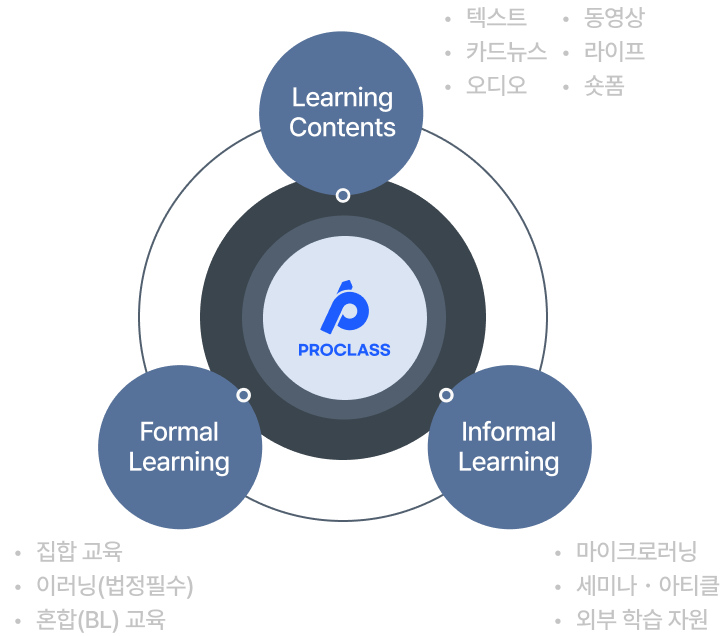 • 텍스트 • 동영상
• 카드뉴스 • 라이프
• 오디오 • 숏폼
Learning
Contents
PROCLASS
Formal
Learning
Informal
Learning
• 집합 교육
• 이러닝(법정필수)
• 혼합(BL) 교육
• 마이크로러닝
• 세미나 · 아티클
• 외부 학습 자원